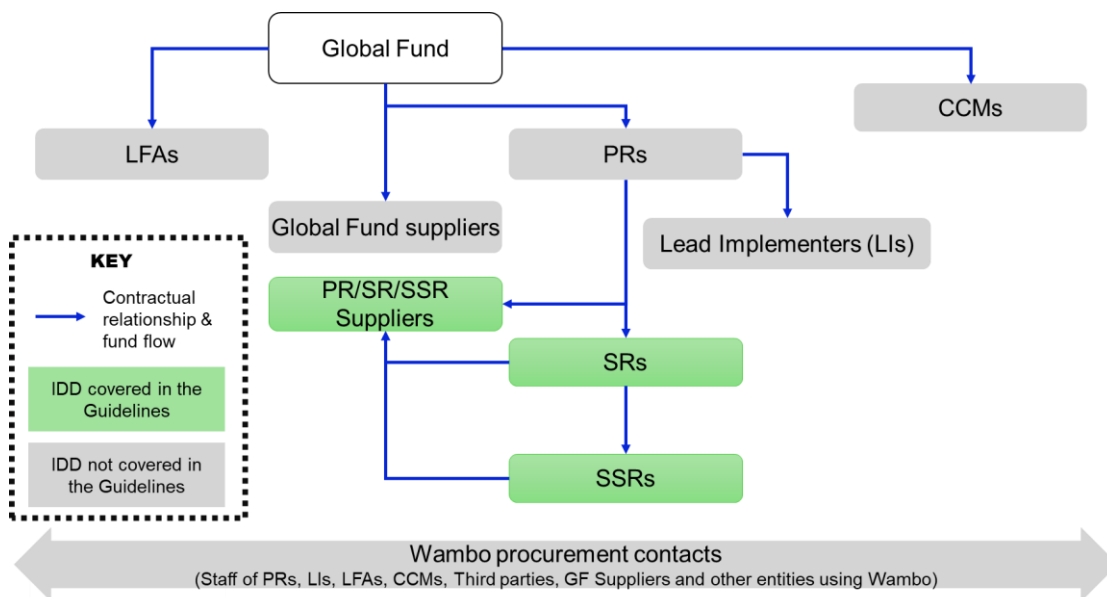 Global Fund
CCMs
LFAs
PRs
Global Fund suppliers
Lead Implementers (LIs)
KEY
Contractual
relationship &
fund flow
IDD covered in the
Guidelines
IDD not covered in
the Guidelines
PR/SR/SSR
Suppliers
SRs
SSRs
Wambo procurement contacts
(Staff of PRs, LIs, LFAs, CCMs, Third parties, GF Suppliers and other entities using Wambo)